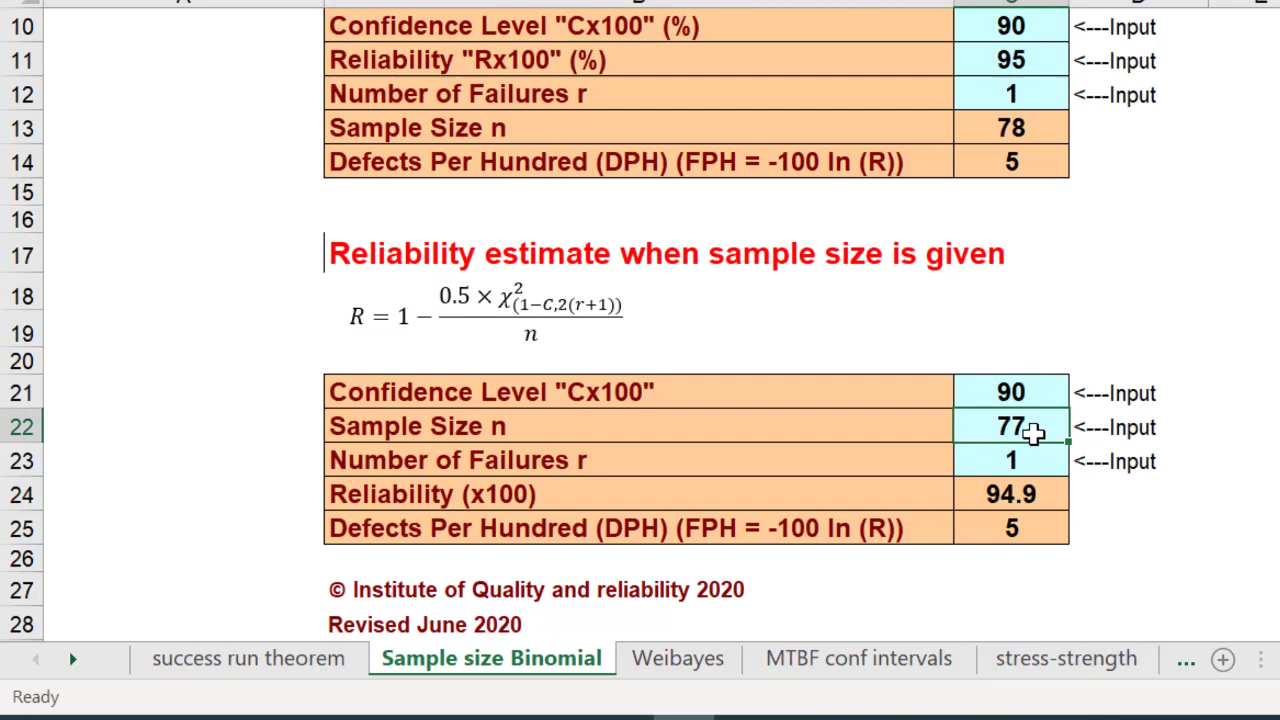 10 Confidence Level "Cx100" (%) 90 <---Input
11 Reliability "Rx100" (%) 95 <---Input
12 Number of Failures r 1 <---Input
13 Sample Size n 78
14 Defects Per Hundred (DPH) (FPH = -100 ln (R)) 5
15
16
17 Reliability estimate when sample size is given
18
19
R = 1 − 0.5 × χ²(1−C,2(r+1)) / n
20
21 Confidence Level "Cx100" 90 <---Input
22 Sample Size n 77 <---Input
23 Number of Failures r 1 <---Input
24 Reliability (x100) 94.9
25 Defects Per Hundred (DPH) (FPH = -100 ln (R)) 5
26
27 © Institute of Quality and reliability 2020
28 Revised June 2020
success run theorem Sample size Binomial Weibayes MTBF conf intervals stress-strength ...
Ready